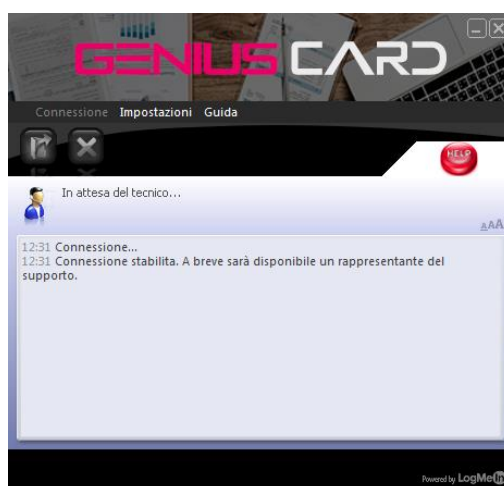 GENIUS CARD
Connessione Impostazioni Guida
HELP
In attesa del tecnico...
AAA
12:31 Connessione...
12:31 Connessione stabilita. A breve sarà disponibile un rappresentante del
supporto.
Powered by LogMeIn